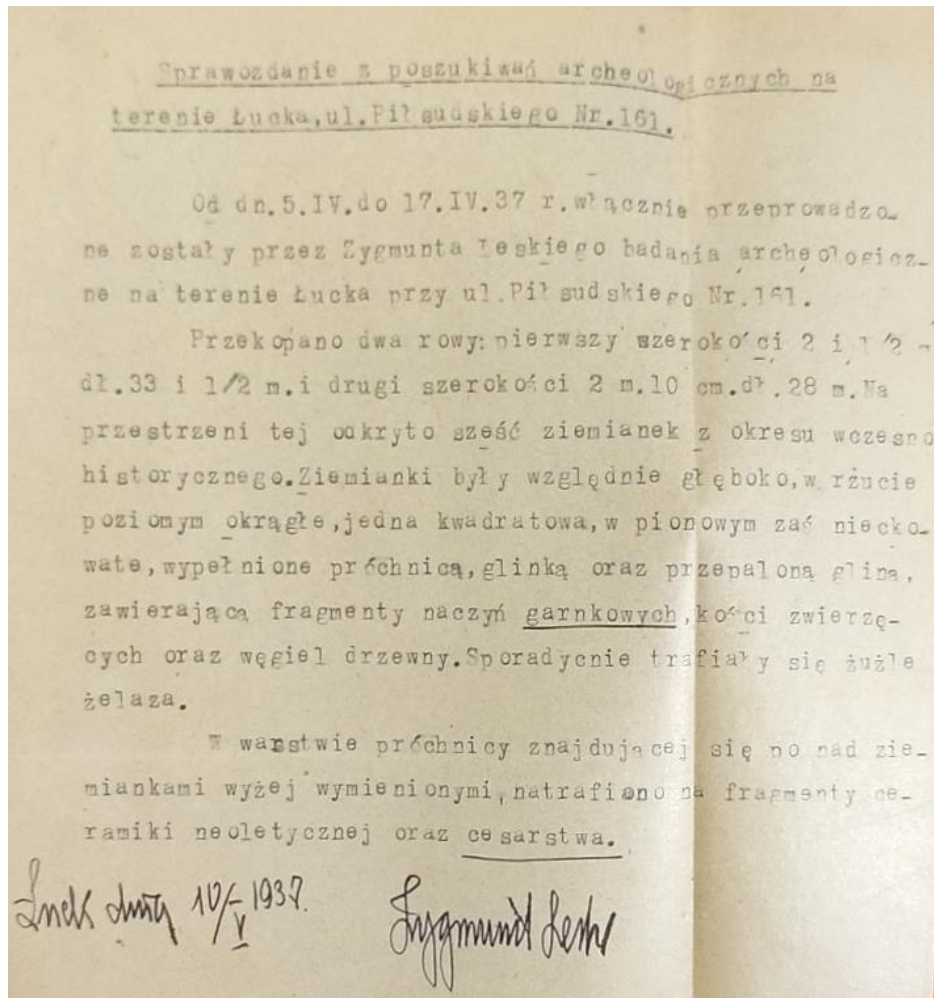 Sprawozdanie z poszukiwań archeologicznych na
terenie Łucka,ul.Piłsudskiego Nr.161.
Od dn.5.IV.do 17.IV.37 r.włącznie przeprowadzo-
ne zostały przez Zygmunta Leskiego badania archeologicz-
ne na terenie Łucka przy ul.Piłsudskiego Nr.161.
Przekopano dwa rowy:pierwszy szerokości 2 i 1/2
dł.33 i 1/2 m.i drugi szerokości 2 m.10 cm.dł.28 m.Na
przestrzeni tej odkryto sześć ziemianek z okresu wczesno
historycznego.Ziemianki były względnie głęboko,w rzucie
poziomym okrągłe,jedna kwadratowa,w pionowym zaś niecko-
wate,wypełnione próchnicą,glinką oraz przepaloną gliną,
zawierającą fragmenty naczyń garnkowych,kości zwierzę-
cych oraz węgiel drzewny.Sporadycnie trafiały się żużle
żelaza.
W warstwie próchnicy znajdującej się po nad zie-
miankami wyżej wymienionymi,natrafiono na fragmenty ce-
ramiki neoletycznej oraz cesarstwa.
Łuck dnia 10/V 1937. Zygmunt Leski